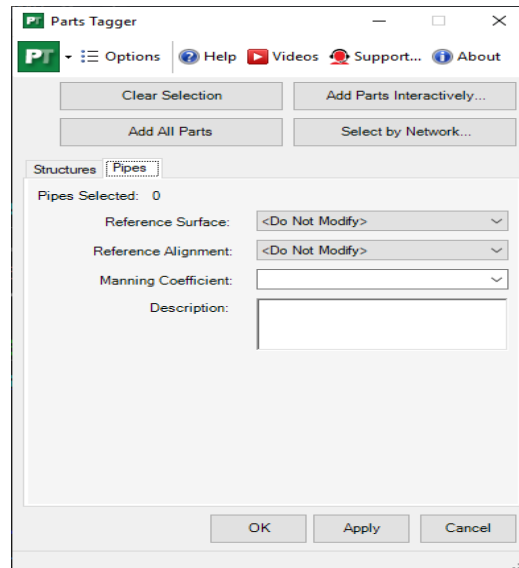 PT Parts Tagger
PT Options Help Videos Support... About
Clear Selection Add Parts Interactively...
Add All Parts Select by Network...
Structures Pipes
Pipes Selected: 0
Reference Surface: <Do Not Modify>
Reference Alignment: <Do Not Modify>
Manning Coefficient:
Description:
OK Apply Cancel